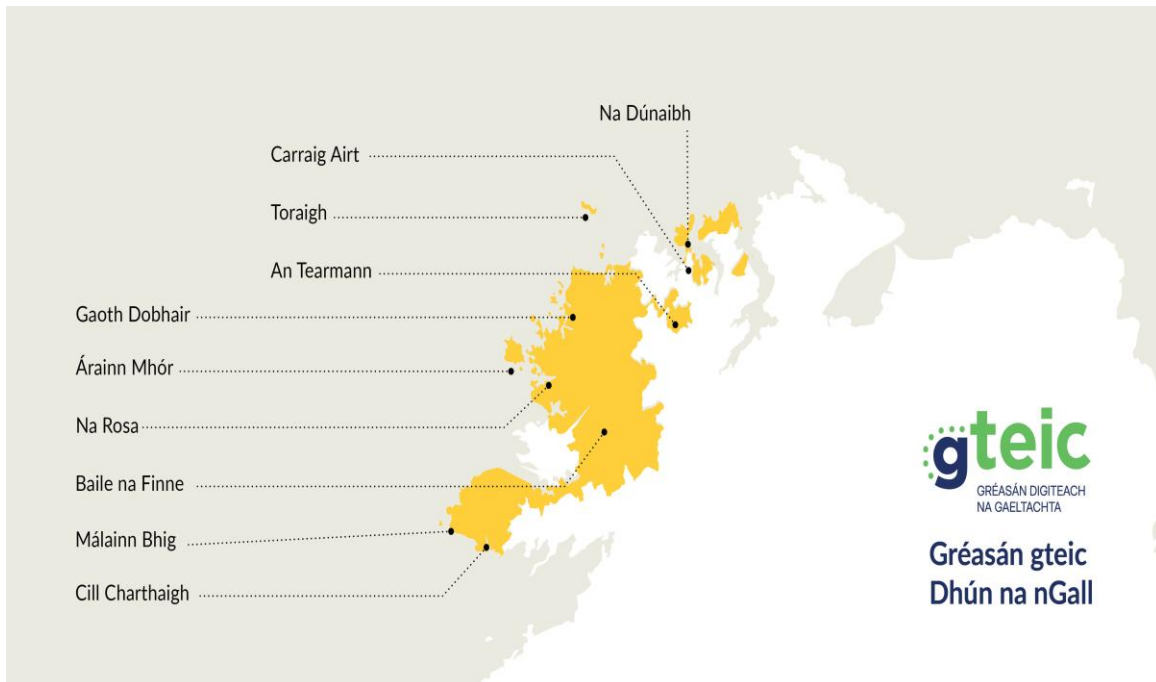 Na Dúnaibh
Carraig Airt
Toraigh
An Tearmann
Gaoth Dobhair
Árainn Mhór
Na Rosa
Baile na Finne
Málainn Bhig
Cill Charthaigh
gteic
GRÉASÁN DIGITEACH
NA GAELTACHTA
Gréasán gteic
Dhún na nGall